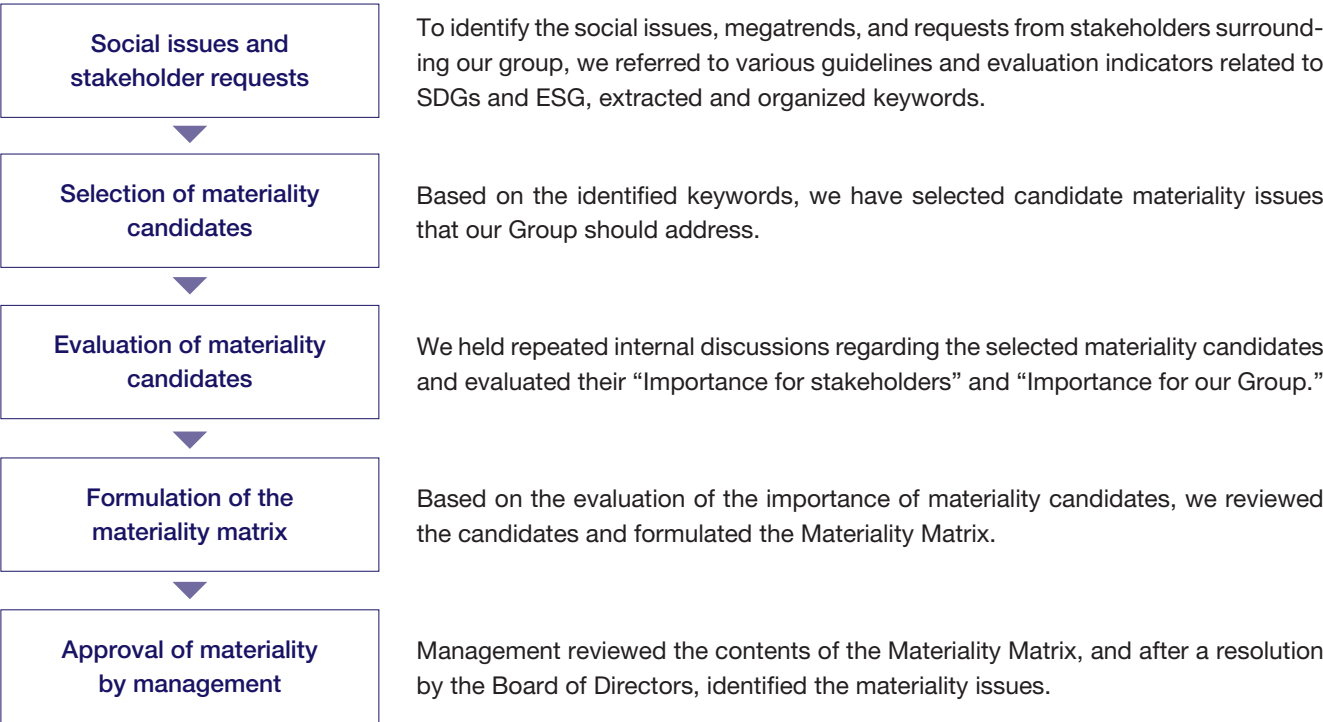 Social issues and
stakeholder requests
To identify the social issues, megatrends, and requests from stakeholders surround-
ing our group, we referred to various guidelines and evaluation indicators related to
SDGs and ESG, extracted and organized keywords.
Selection of materiality
candidates
Based on the identified keywords, we have selected candidate materiality issues
that our Group should address.
Evaluation of materiality
candidates
We held repeated internal discussions regarding the selected materiality candidates
and evaluated their “Importance for stakeholders” and “Importance for our Group.”
Formulation of the
materiality matrix
Based on the evaluation of the importance of materiality candidates, we reviewed
the candidates and formulated the Materiality Matrix.
Approval of materiality
by management
Management reviewed the contents of the Materiality Matrix, and after a resolution
by the Board of Directors, identified the materiality issues.